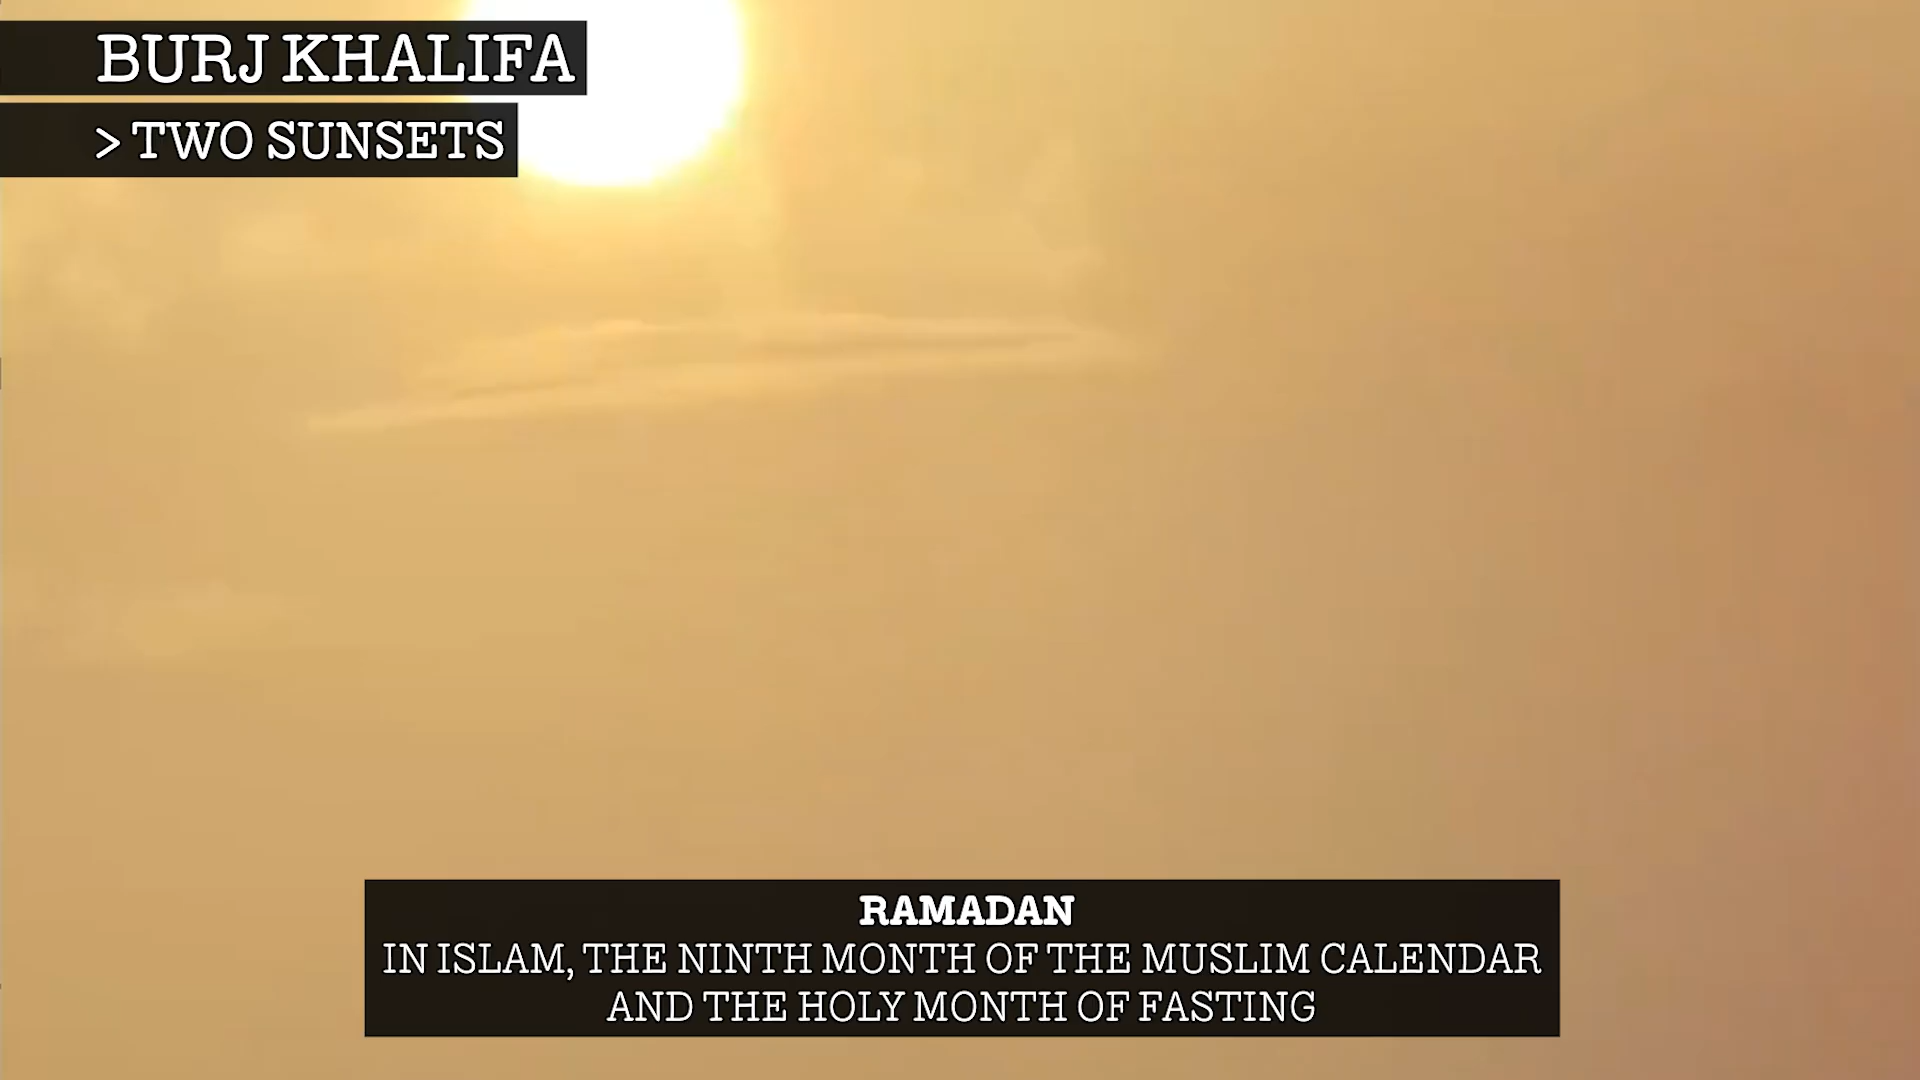 BURJ KHALIFA
> TWO SUNSETS
RAMADAN
IN ISLAM, THE NINTH MONTH OF THE MUSLIM CALENDAR
AND THE HOLY MONTH OF FASTING